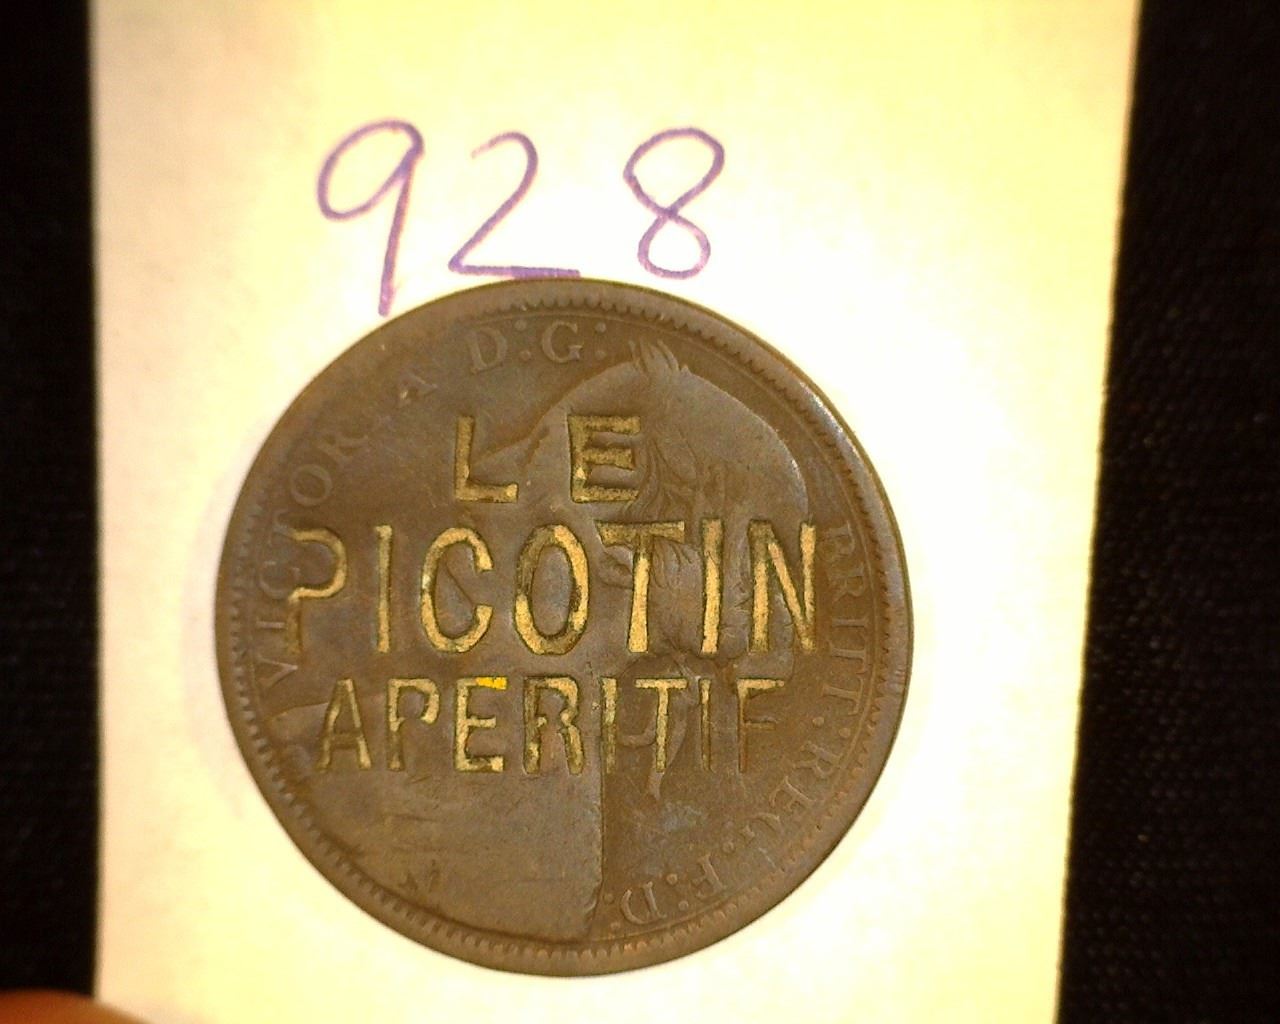 928
VICTORIA D:G: BRITT:REG:F:D:
LE
PICOTIN
APERITIF